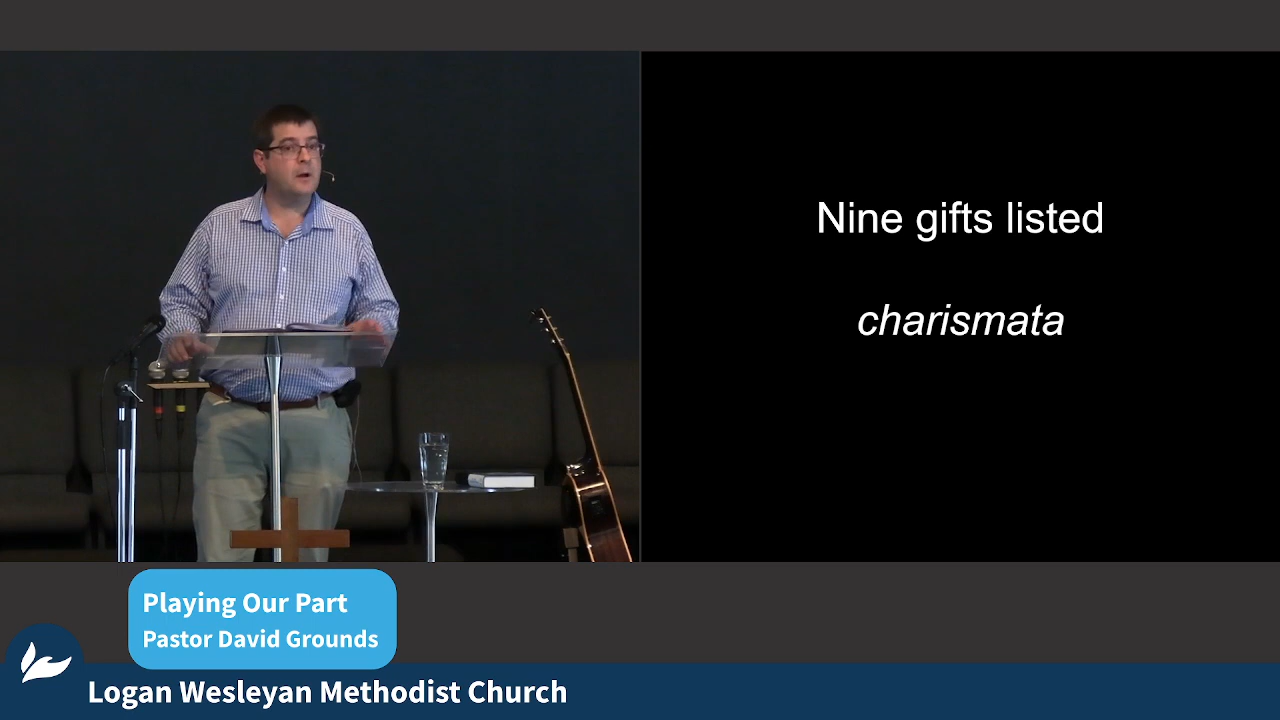 Nine gifts listed
charismata
Playing Our Part
Pastor David Grounds
Logan Wesleyan Methodist Church